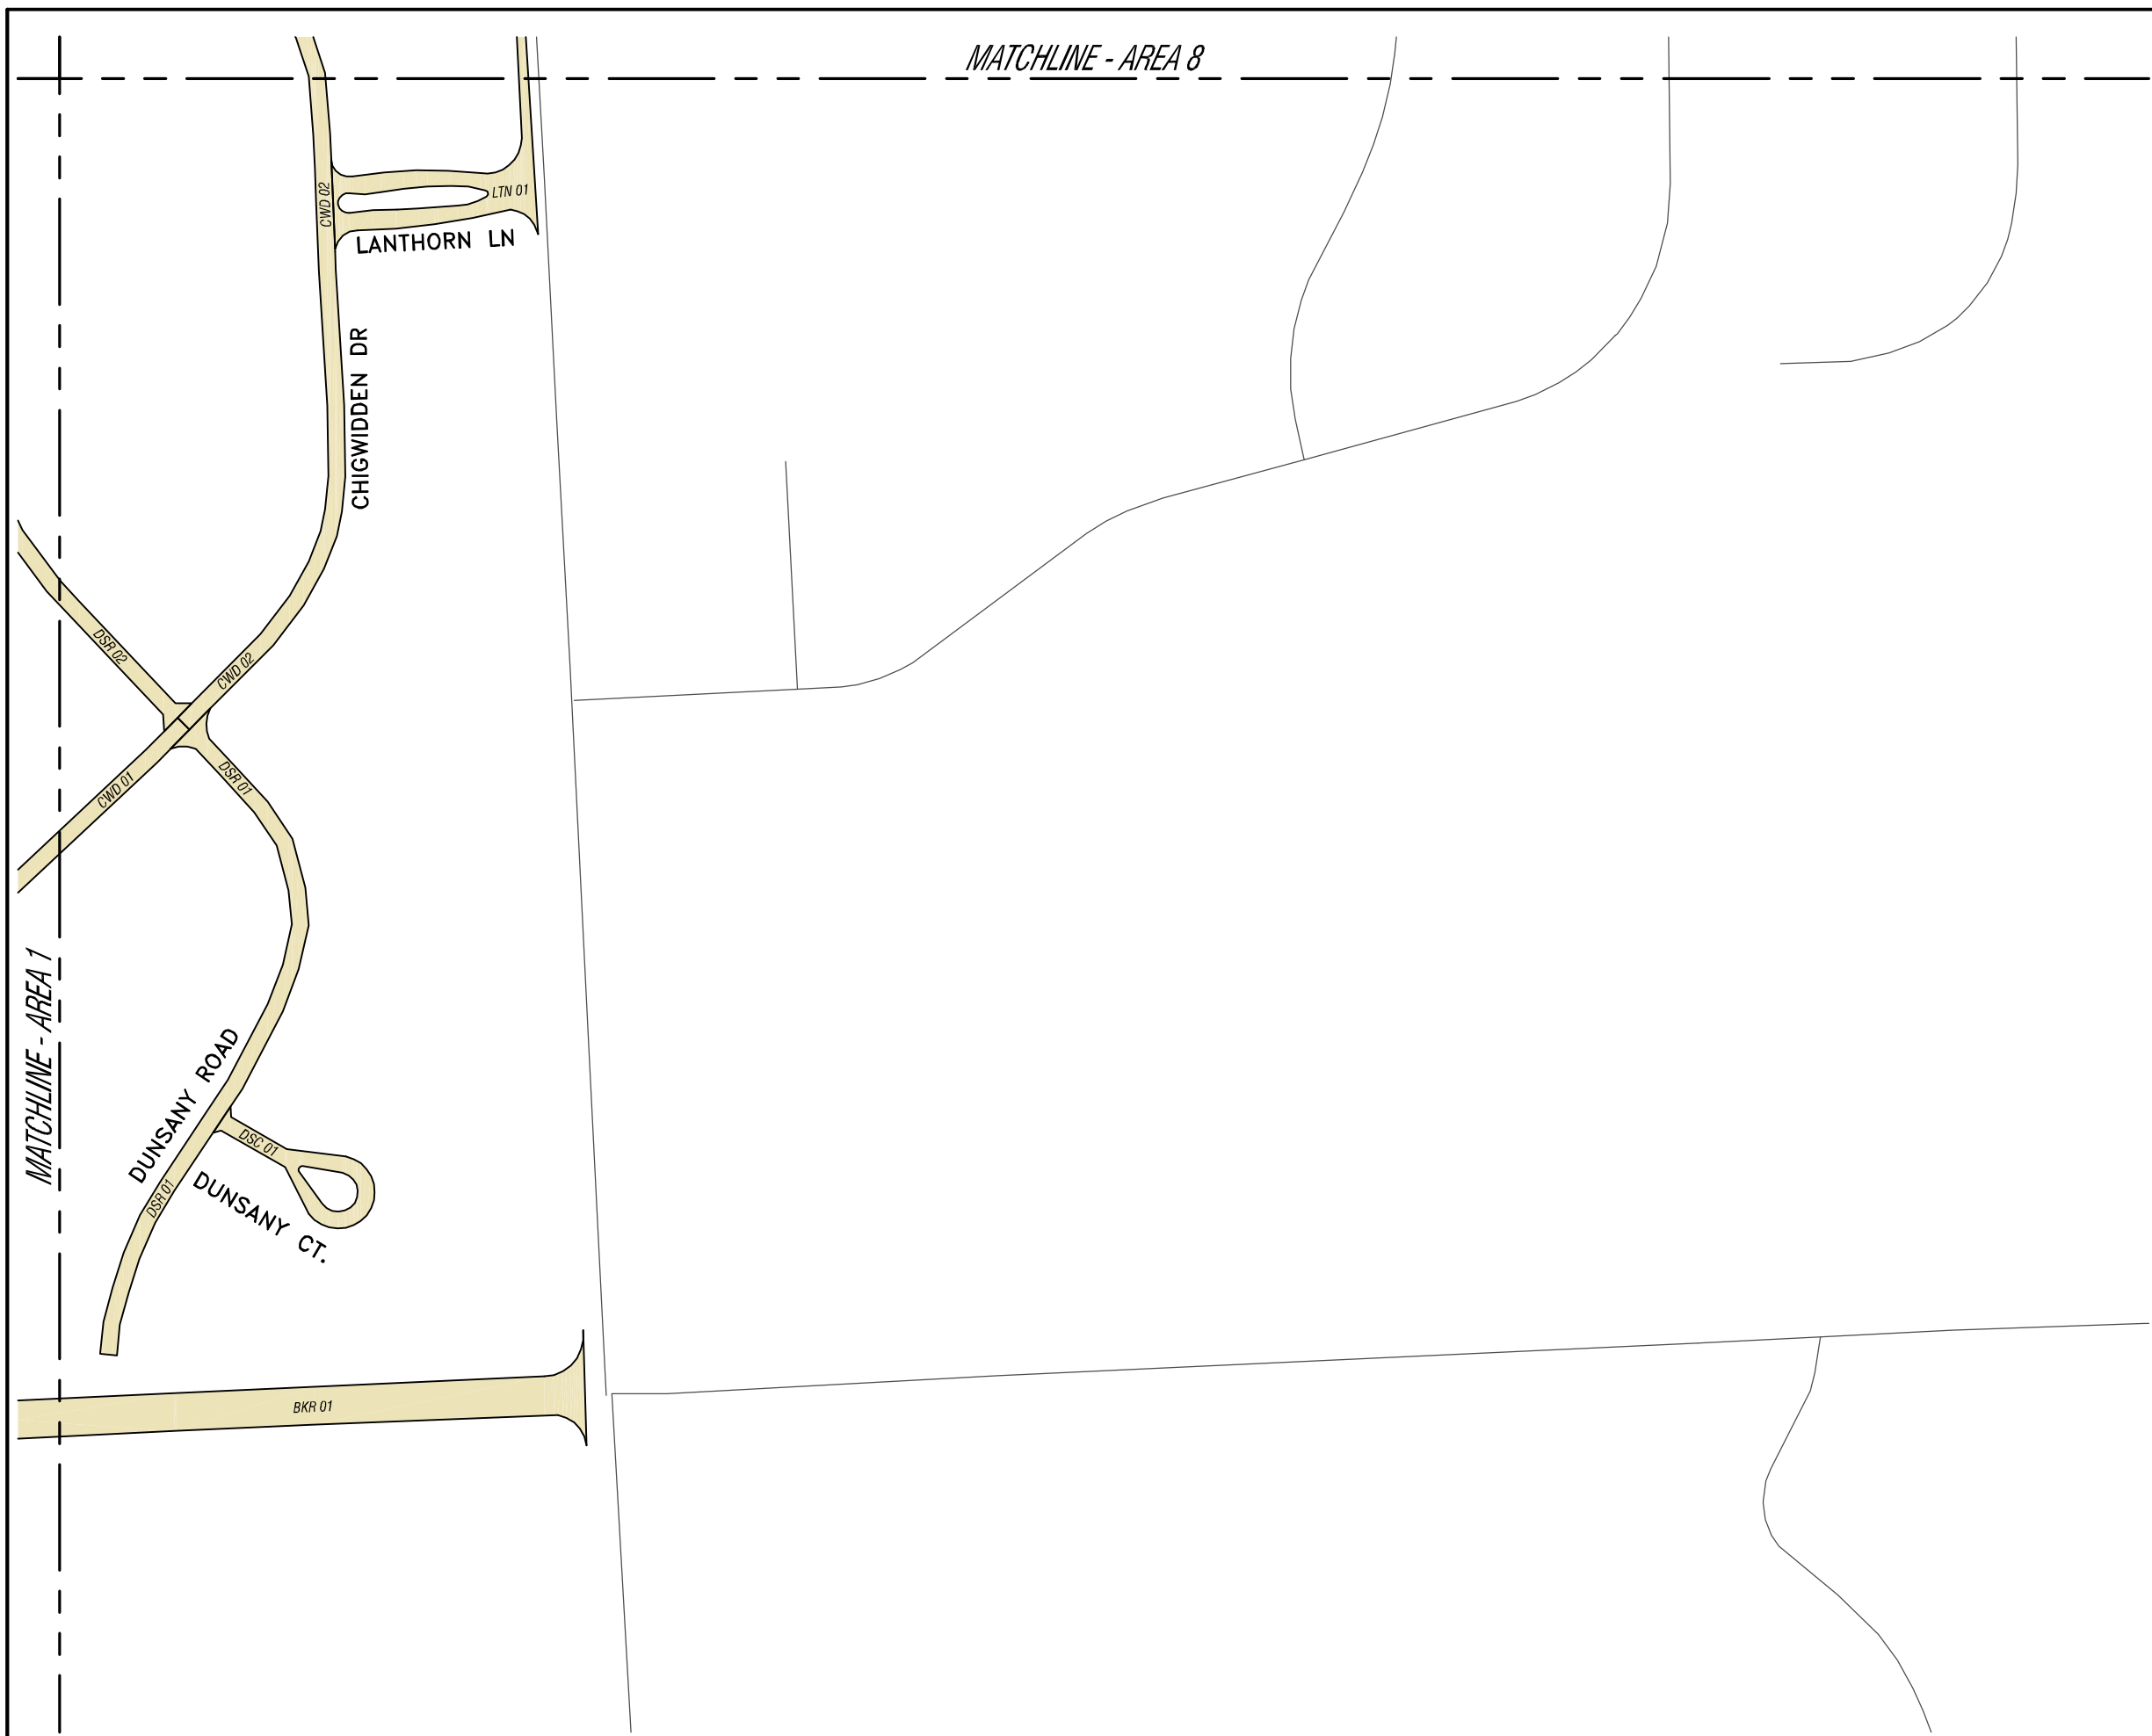 MATCHLINE - AREA 8
CWD 02
LTN 01
LANTHORN LN
CHIGWIDDEN DR
DSR 02
CWD 02
CWD 01
DSR 01
MATCHLINE - AREA 1
DUNSANY ROAD
DSC 01
DSR 01
DUNSANY CT.
BKR 01